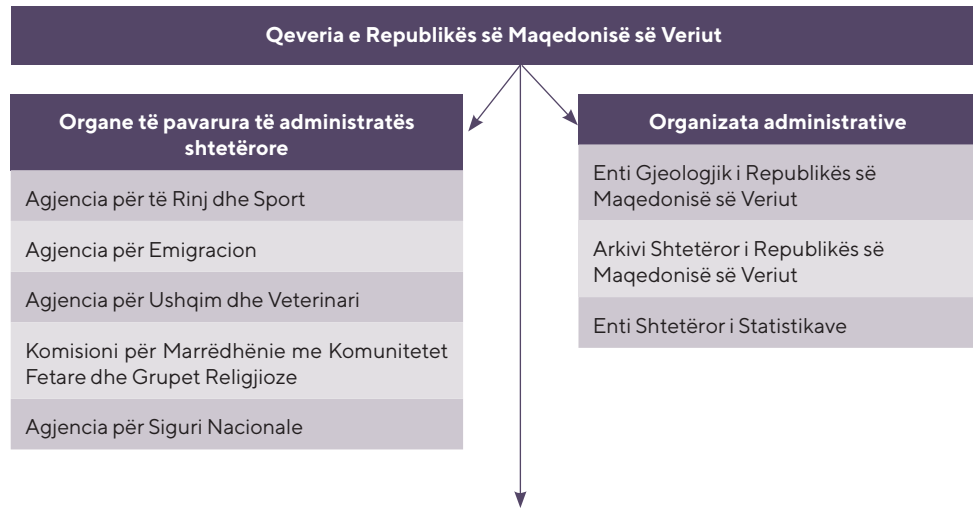 Qeveria e Republikës së Maqedonisë së Veriut
Organe të pavarura të administratës
shtetërore
Agjencia për të Rinj dhe Sport
Agjencia për Emigracion
Agjencia për Ushqim dhe Veterinari
Komisioni për Marrëdhënie me Komunitetet
Fetare dhe Grupet Religjioze
Agjencia për Siguri Nacionale
Organizata administrative
Enti Gjeologjik i Republikës së
Maqedonisë së Veriut
Arkivi Shtetëror i Republikës së
Maqedonisë së Veriut
Enti Shtetëror i Statistikave